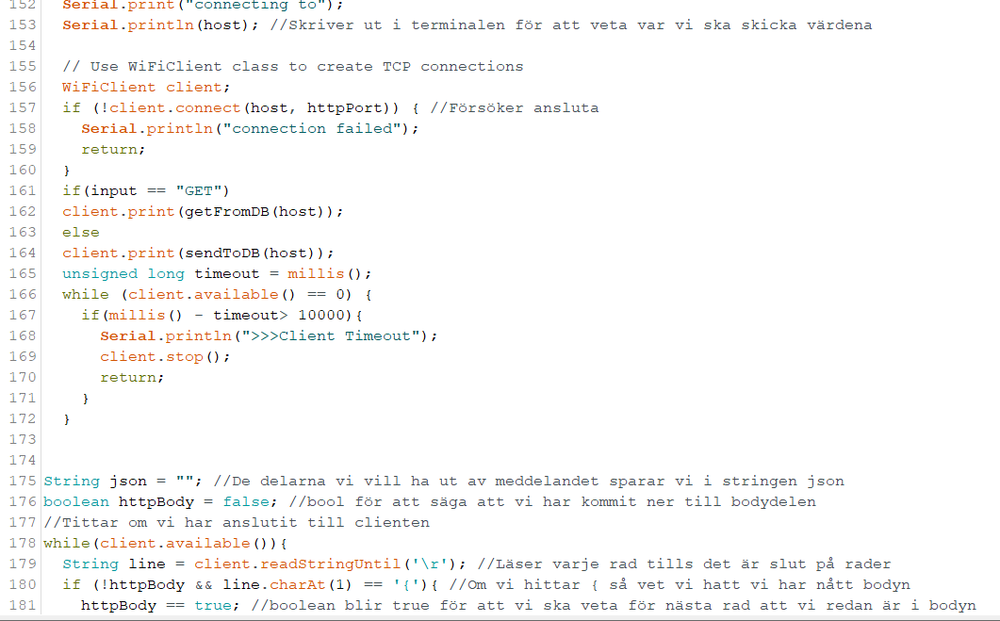 152 Serial.print("connecting to");
153 Serial.println(host); //Skriver ut i terminalen för att veta var vi ska skicka värdena
154
155 // Use WiFiClient class to create TCP connections
156 WiFiClient client;
157 if (!client.connect(host, httpPort)) { //Försöker ansluta
158 Serial.println("connection failed");
159 return;
160 }
161 if(input == "GET")
162 client.print(getFromDB(host));
163 else
164 client.print(sendToDB(host));
165 unsigned long timeout = millis();
166 while (client.available() == 0) {
167 if(millis() - timeout> 10000){
168 Serial.println(">>>Client Timeout");
169 client.stop();
170 return;
171 }
172 }
173
174
175 String json = ""; //De delarna vi vill ha ut av meddelandet sparar vi i stringen json
176 boolean httpBody = false; //bool för att säga att vi har kommit ner till bodydelen
177 //Tittar om vi har anslutit till clienten
178 while(client.available()){
179 String line = client.readStringUntil('\r'); //Läser varje rad tills det är slut på rader
180 if (!httpBody && line.charAt(1) == '{'){ //Om vi hittar { så vet vi hatt vi har nått bodyn
181 httpBody == true; //boolean blir true för att vi ska veta för nästa rad att vi redan är i bodyn